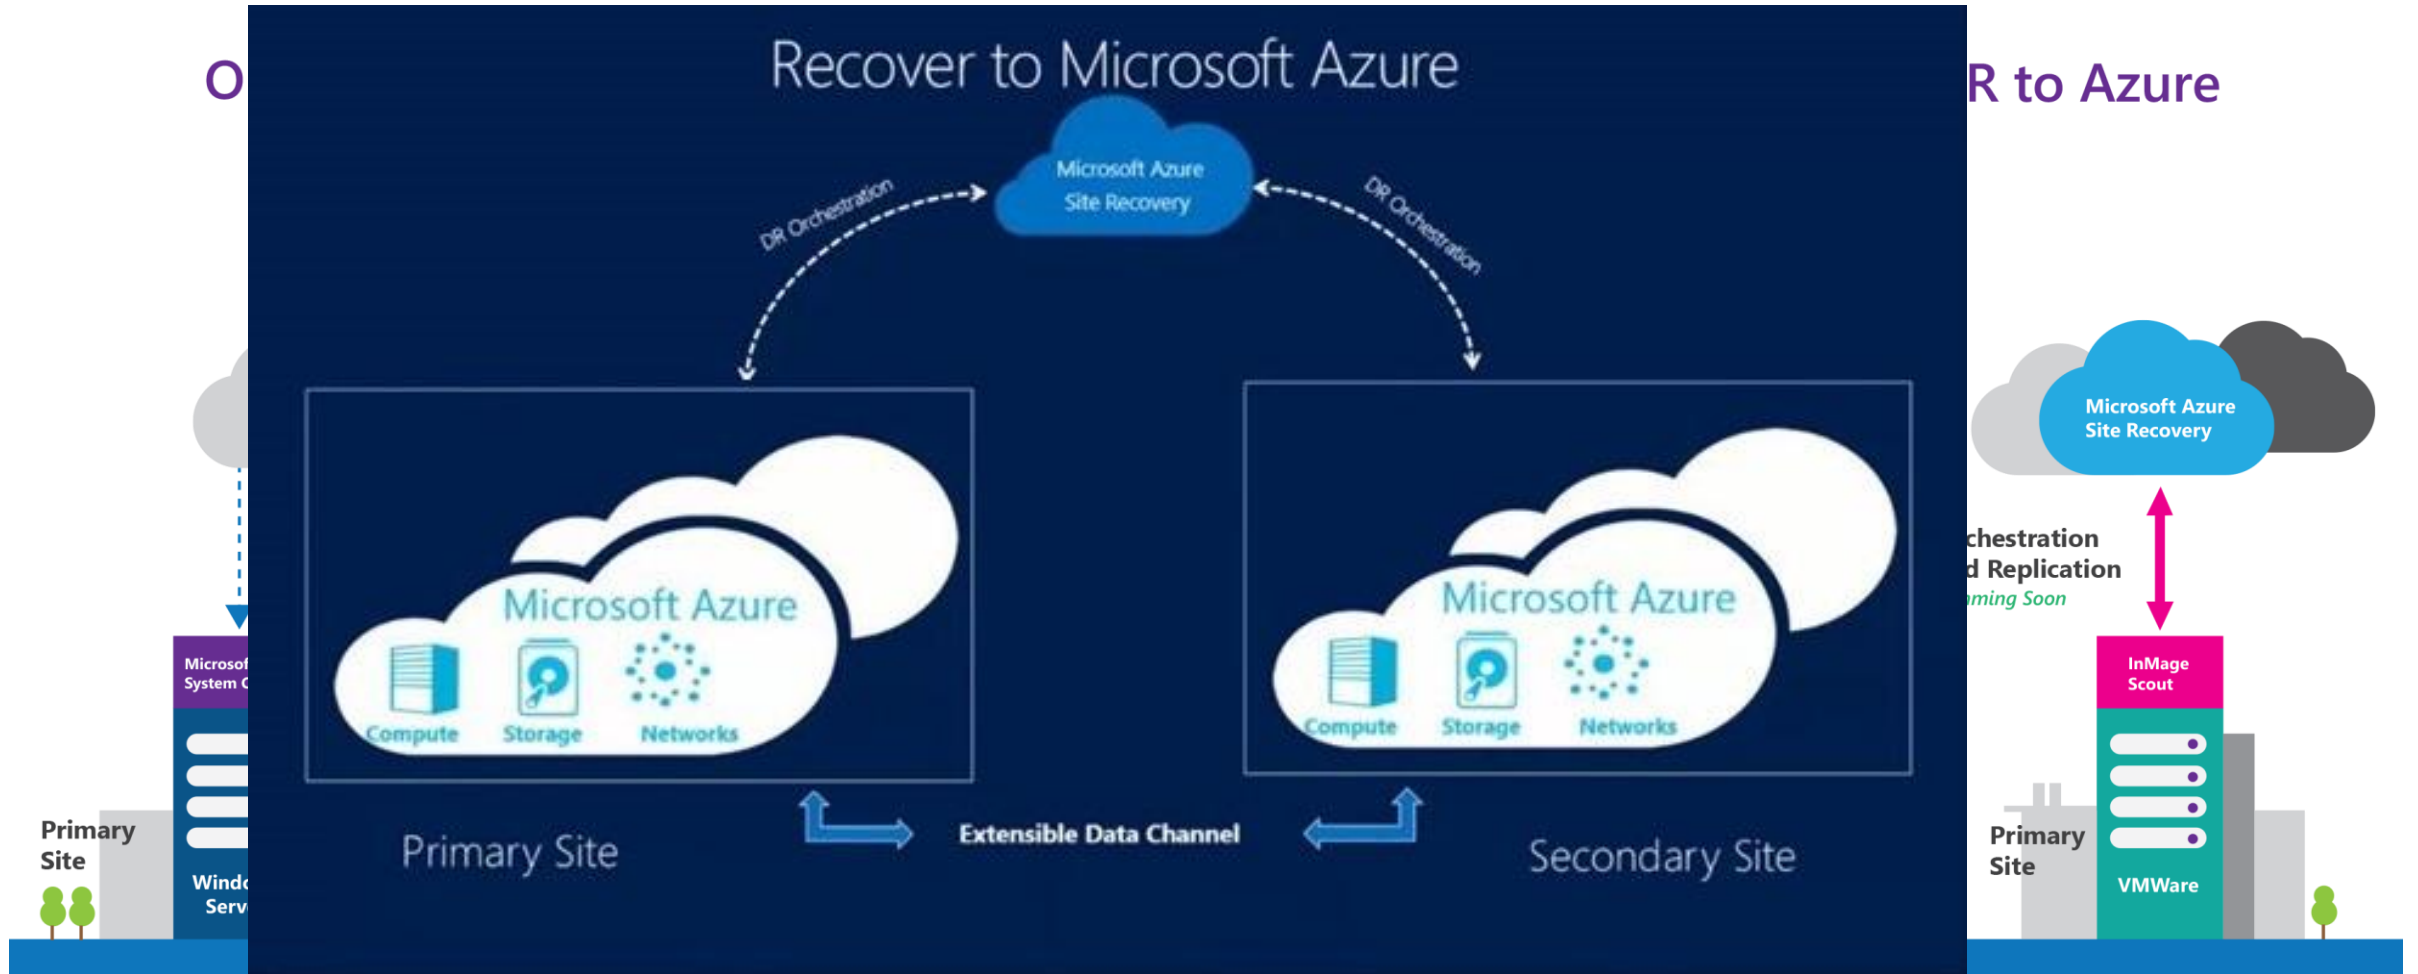 O
R to Azure
Recover to Microsoft Azure
Microsoft Azure
Site Recovery
DR Orchestration
DR Orchestration
Microsoft Azure
Compute
Storage
Networks
Microsoft Azure
Compute
Storage
Networks
Primary Site
Extensible Data Channel
Secondary Site
Microsof
System C
Primary
Site
Windo
Serv
Microsoft Azure
Site Recovery
chestration
d Replication
ming Soon
InMage
Scout
Primary
Site
VMWare